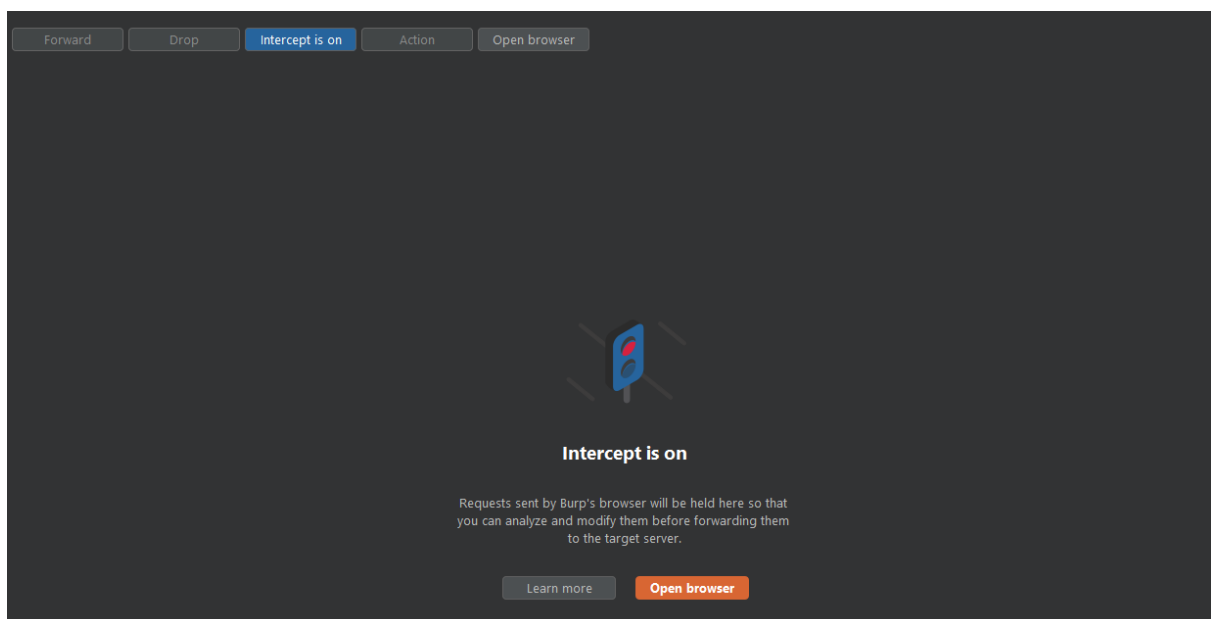 Forward Drop Intercept is on Action Open browser
Intercept is on
Requests sent by Burp's browser will be held here so that
you can analyze and modify them before forwarding them
to the target server.
Learn more Open browser